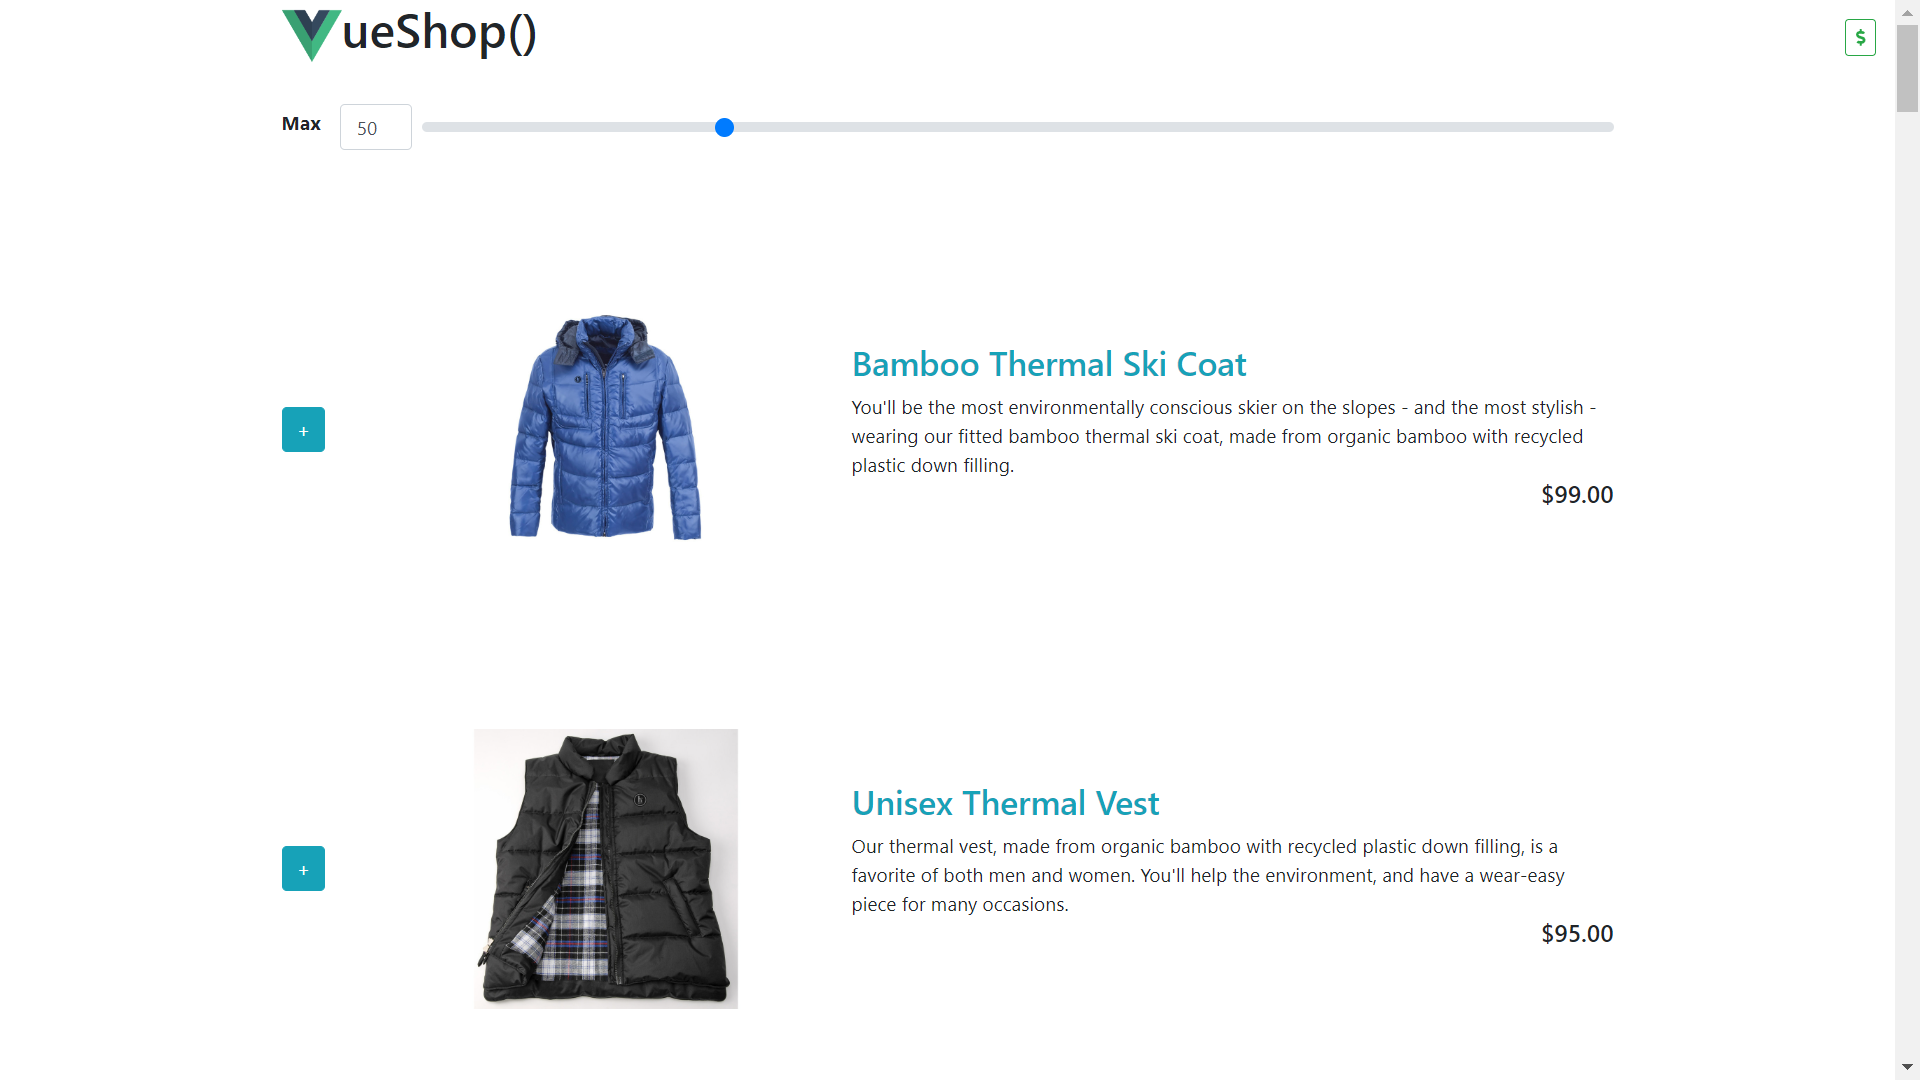 ueShop()
$
Max
50
Bamboo Thermal Ski Coat
You'll be the most environmentally conscious skier on the slopes - and the most stylish -
wearing our fitted bamboo thermal ski coat, made from organic bamboo with recycled
plastic down filling.
+
$99.00
Unisex Thermal Vest
Our thermal vest, made from organic bamboo with recycled plastic down filling, is a
favorite of both men and women. You'll help the environment, and have a wear-easy
piece for many occasions.
+
$95.00